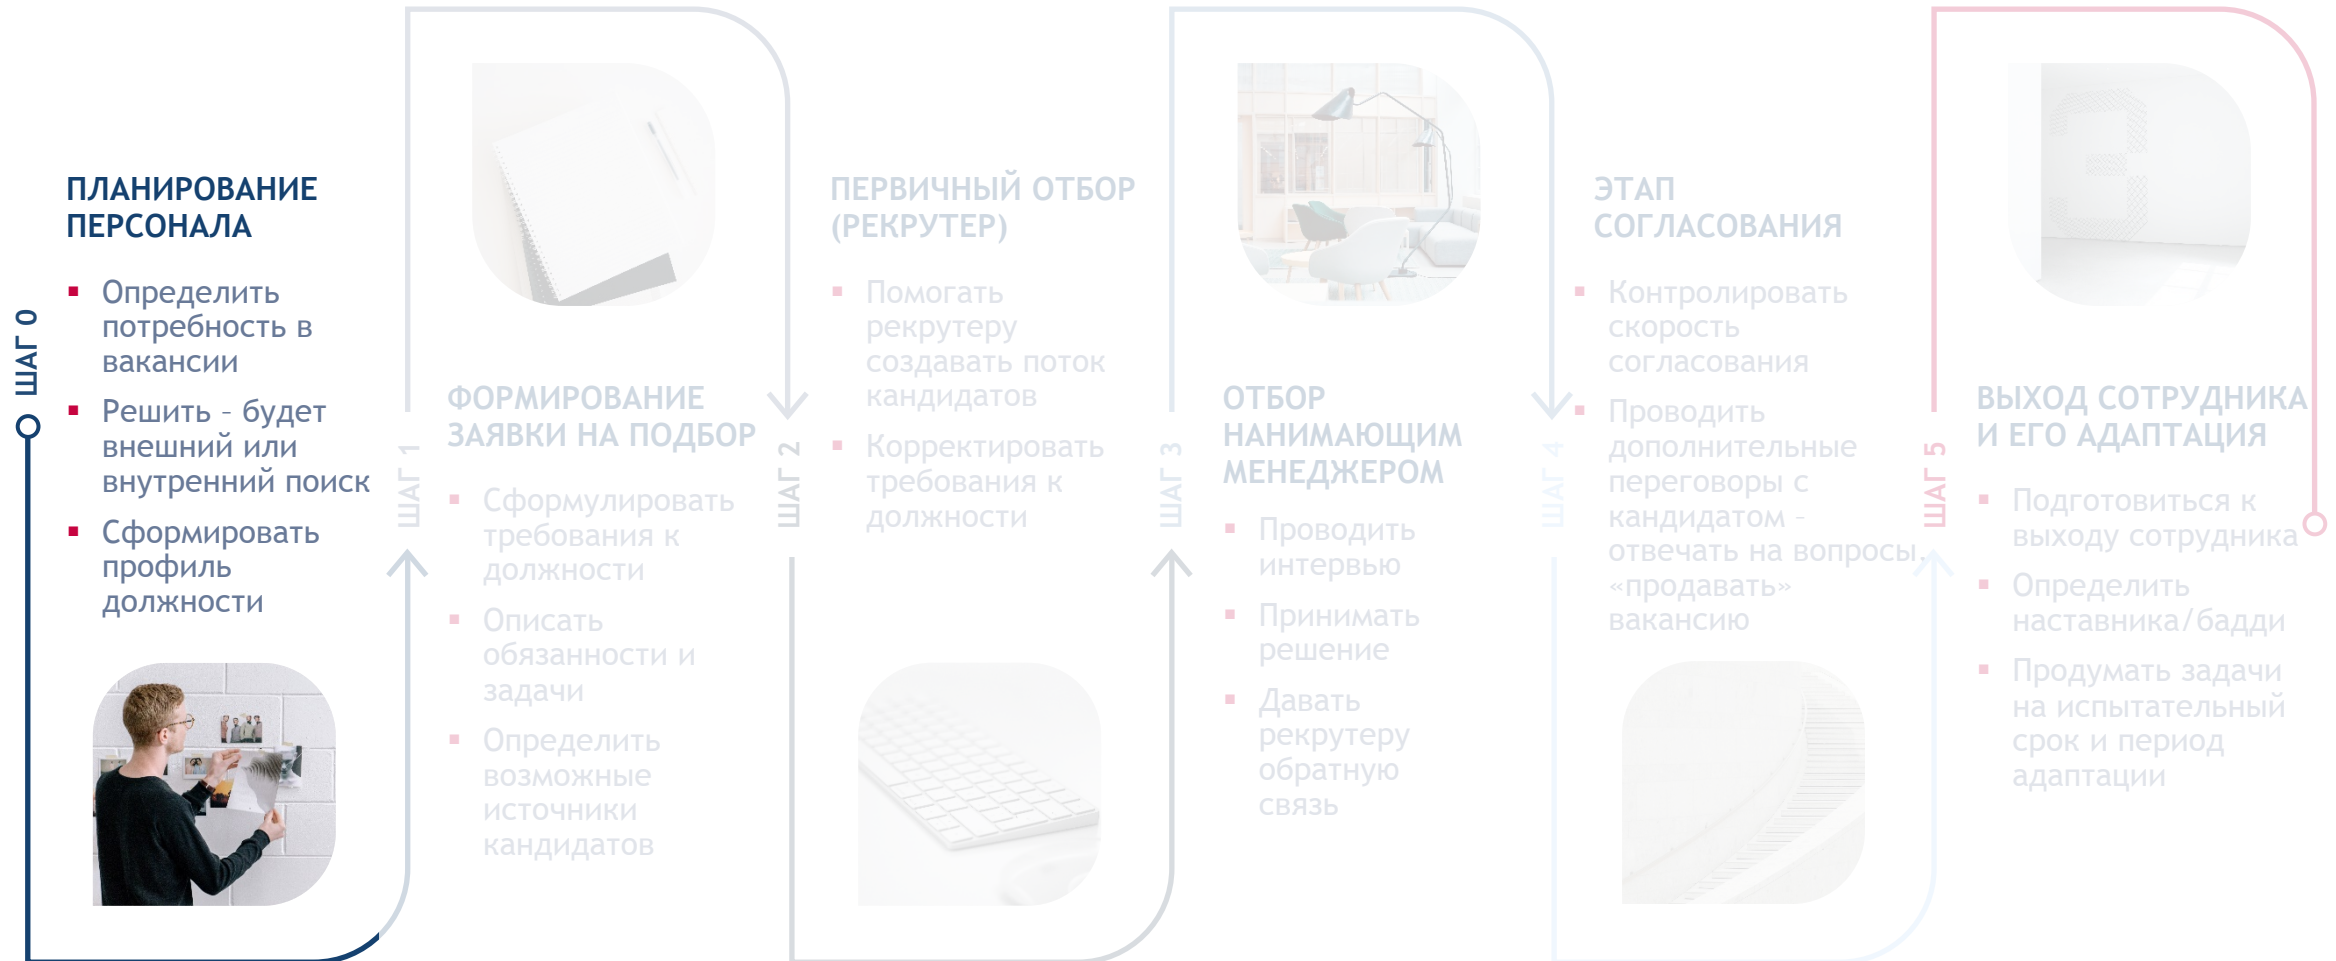 ШАГ 0
ПЛАНИРОВАНИЕ
ПЕРСОНАЛА
▪ Определить
потребность в
вакансии
▪ Решить – будет
внешний или
внутренний поиск
▪ Сформировать
профиль
должности
ШАГ 1
ФОРМИРОВАНИЕ
ЗАЯВКИ НА ПОДБОР
▪ Сформулировать
требования к
должности
▪ Описать
обязанности и
задачи
▪ Определить
возможные
источники
кандидатов
ШАГ 2
ПЕРВИЧНЫЙ ОТБОР
(РЕКРУТЕР)
▪ Помогать
рекрутеру
создавать поток
кандидатов
▪ Корректировать
требования к
должности
ШАГ 3
ОТБОР
НАНИМАЮЩИМ
МЕНЕДЖЕРОМ
▪ Проводить
интервью
▪ Принимать
решение
▪ Давать
рекрутеру
обратную
связь
ШАГ 4
ЭТАП
СОГЛАСОВАНИЯ
▪ Контролировать
скорость
согласования
▪ Проводить
дополнительные
переговоры с
кандидатом –
отвечать на вопросы,
«продавать»
вакансию
ШАГ 5
ВЫХОД СОТРУДНИКА
И ЕГО АДАПТАЦИЯ
▪ Подготовиться к
выходу сотрудника
▪ Определить
наставника/бадди
▪ Продумать задачи
на испытательный
срок и период
адаптации